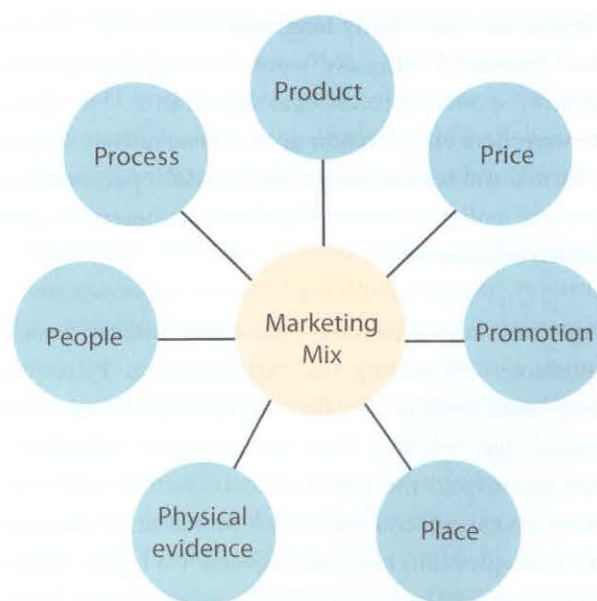 Product
Price
Promotion
Place
Physical
evidence
People
Process
Marketing
Mix